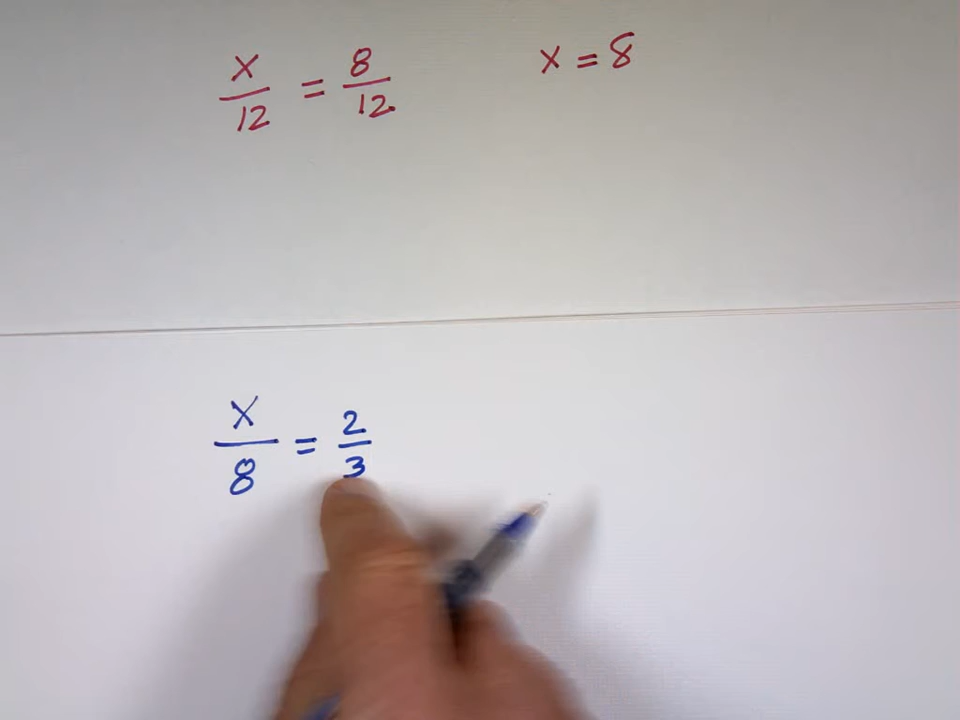 x/12 = 8/12. x = 8
x/8 = 2/3